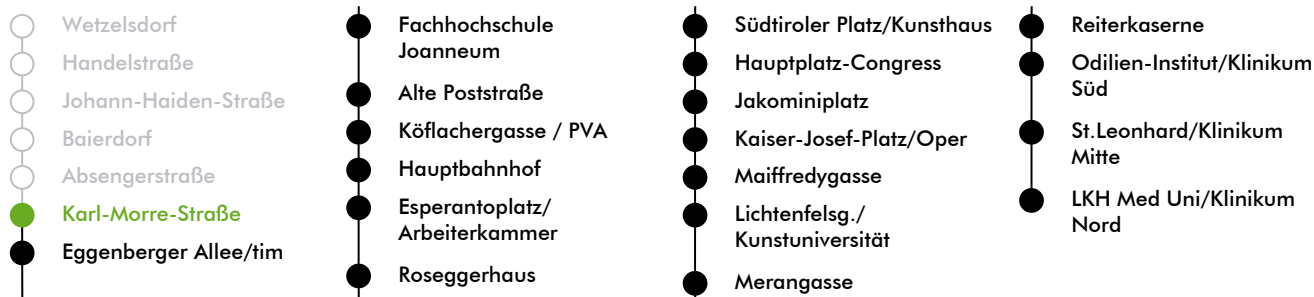 Wetzelsdorf
Handelstraße
Johann-Haiden-Straße
Baierdorf
Absengerstraße
Karl-Morre-Straße
Eggenberger Allee/tim
Fachhochschule
Joanneum
Alte Poststraße
Köflachergasse / PVA
Hauptbahnhof
Esperantoplatz/
Arbeiterkammer
Roseggerhaus
Südtiroler Platz/Kunsthaus
Hauptplatz-Congress
Jakominiplatz
Kaiser-Josef-Platz/Oper
Maiffredygasse
Lichtenfelsg./
Kunstuniversität
Merangasse
Reiterkaserne
Odilien-Institut/Klinikum
Süd
St.Leonhard/Klinikum
Mitte
LKH Med Uni/Klinikum
Nord